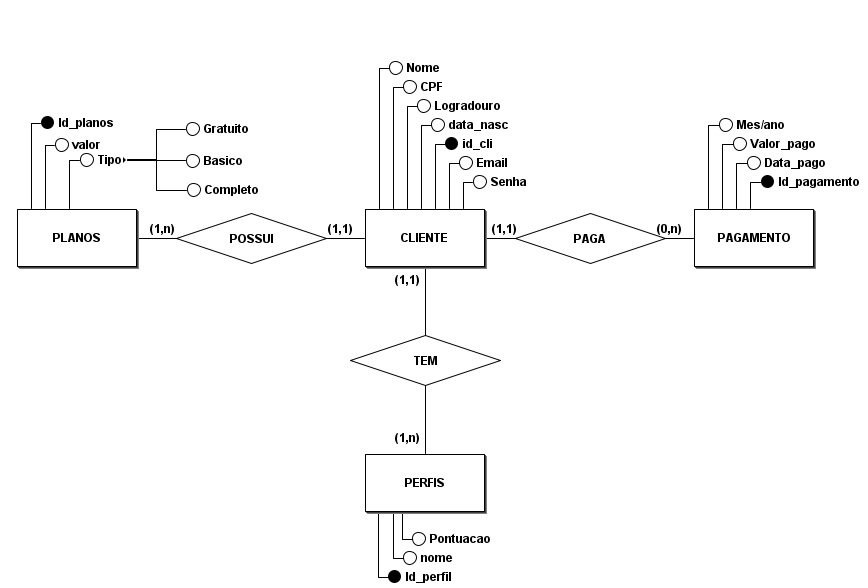 Nome
CPF
Logradouro
data_nasc
id_cli
Email
Senha
Id_planos
valor
Tipo
Gratuito
Basico
Completo
Mes/ano
Valor_pago
Data_pago
Id_pagamento
PLANOS
(1,n)
POSSUI
(1,1)
CLIENTE
(1,1)
PAGA
(0,n)
PAGAMENTO
(1,1)
TEM
(1,n)
PERFIS
Pontuacao
nome
Id_perfil